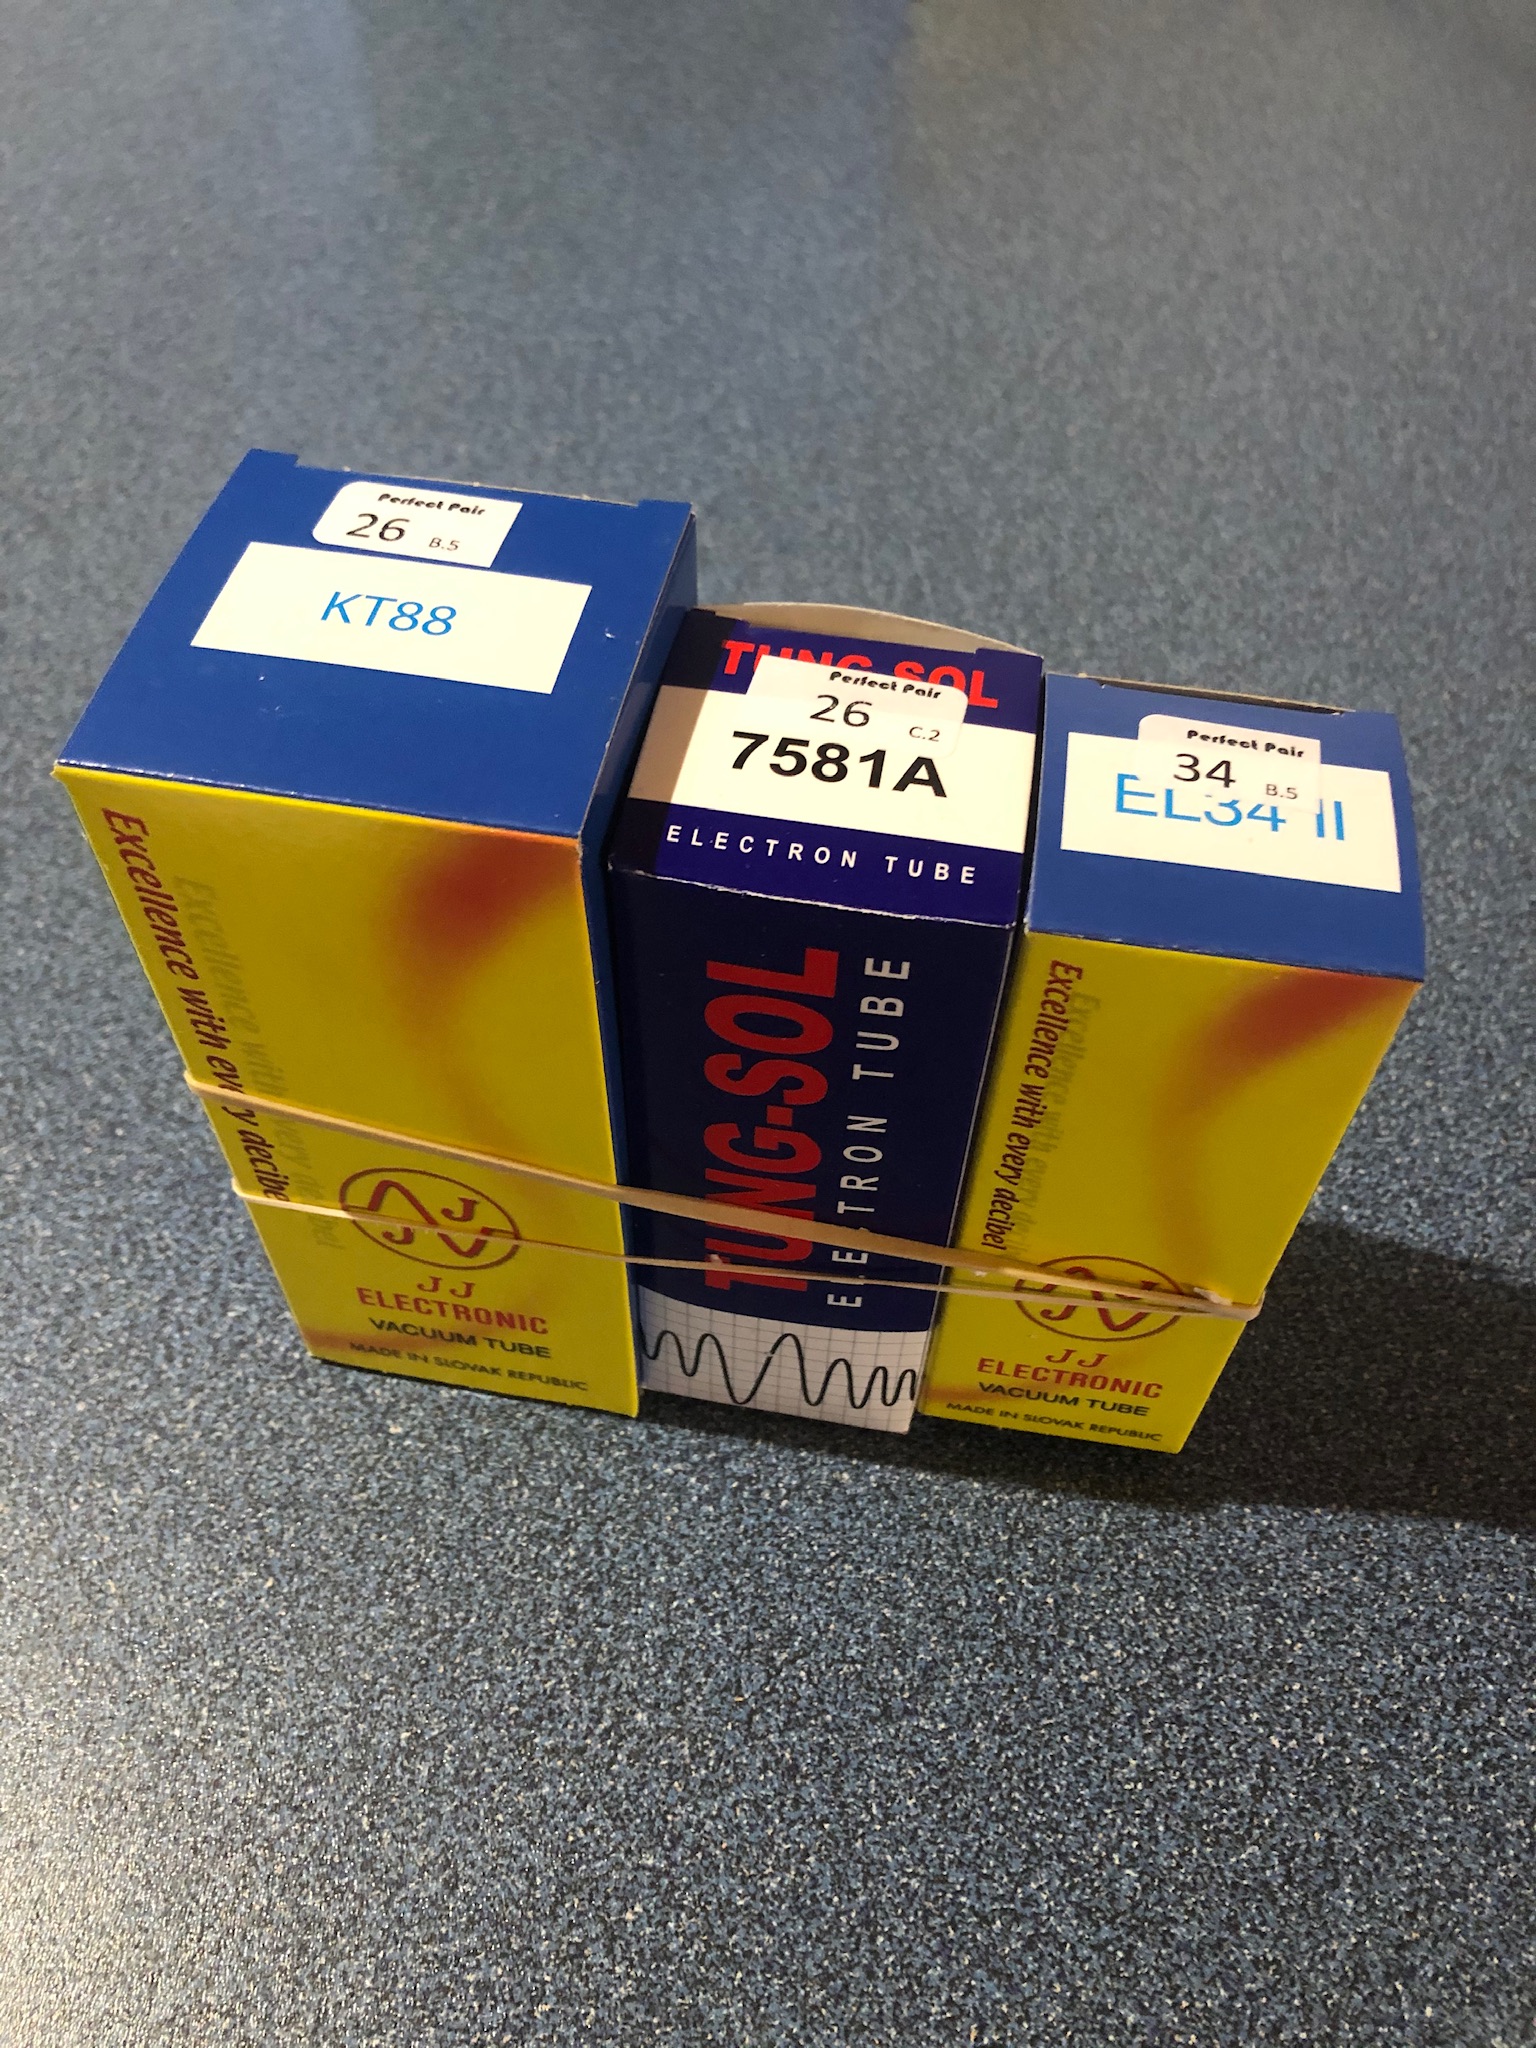 Perfect Pair
26 B.5
KT88
Excellence with every decibel
JJ
ELECTRONIC
VACUUM TUBE
MADE IN SLOVAK REPUBLIC
TUNG-SOL
Perfect Pair
26 C.2
7581A
ELECTRON TUBE
TUNG-SOL
ELECTRON TUBE
Perfect Pair
34 B.5
EL34 II
Excellence with every decibel
JJ
ELECTRONIC
VACUUM TUBE
MADE IN SLOVAK REPUBLIC